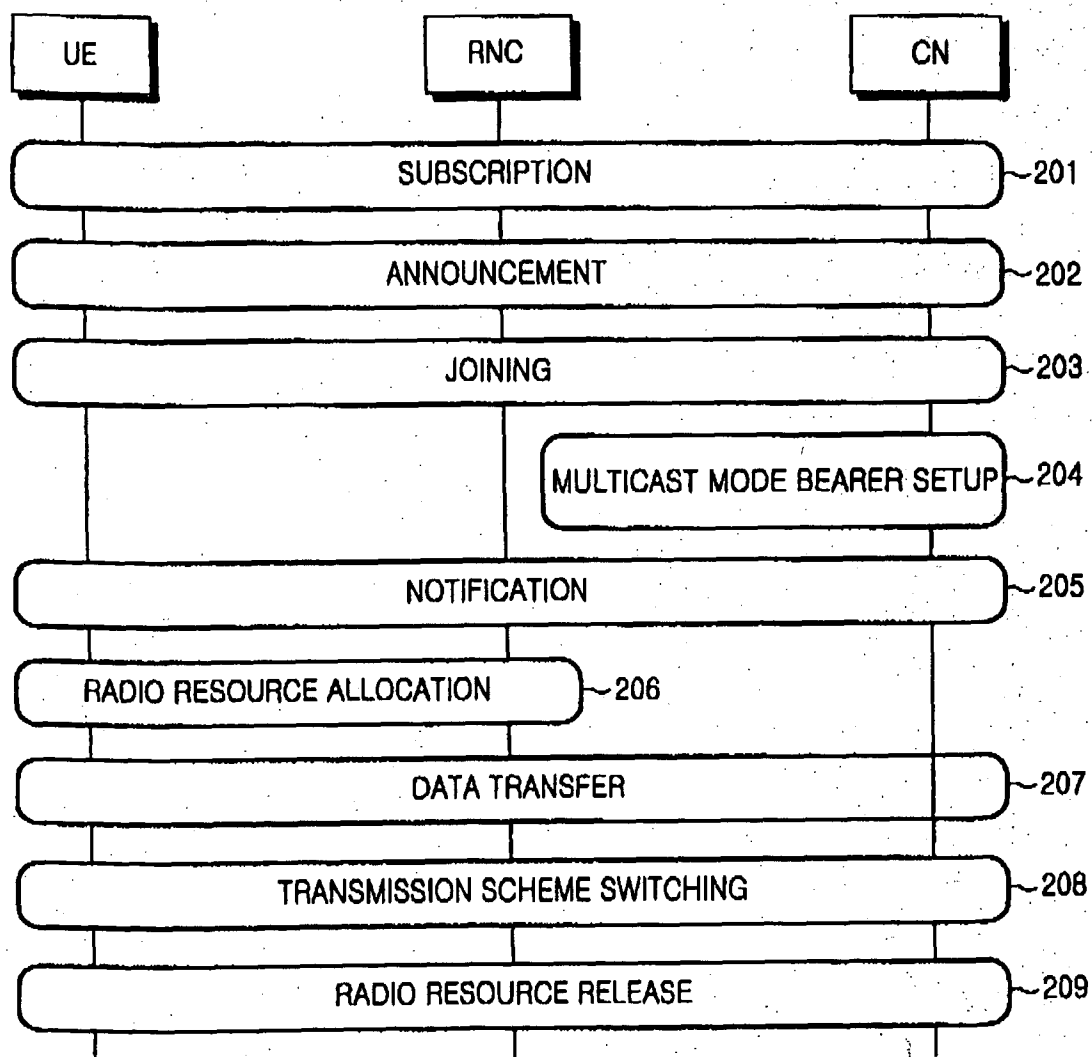 UE
RNC
CN
SUBSCRIPTION
201
ANNOUNCEMENT
202
JOINING
203
MULTICAST MODE BEARER SETUP
204
NOTIFICATION
205
RADIO RESOURCE ALLOCATION
206
DATA TRANSFER
207
TRANSMISSION SCHEME SWITCHING
208
RADIO RESOURCE RELEASE
209